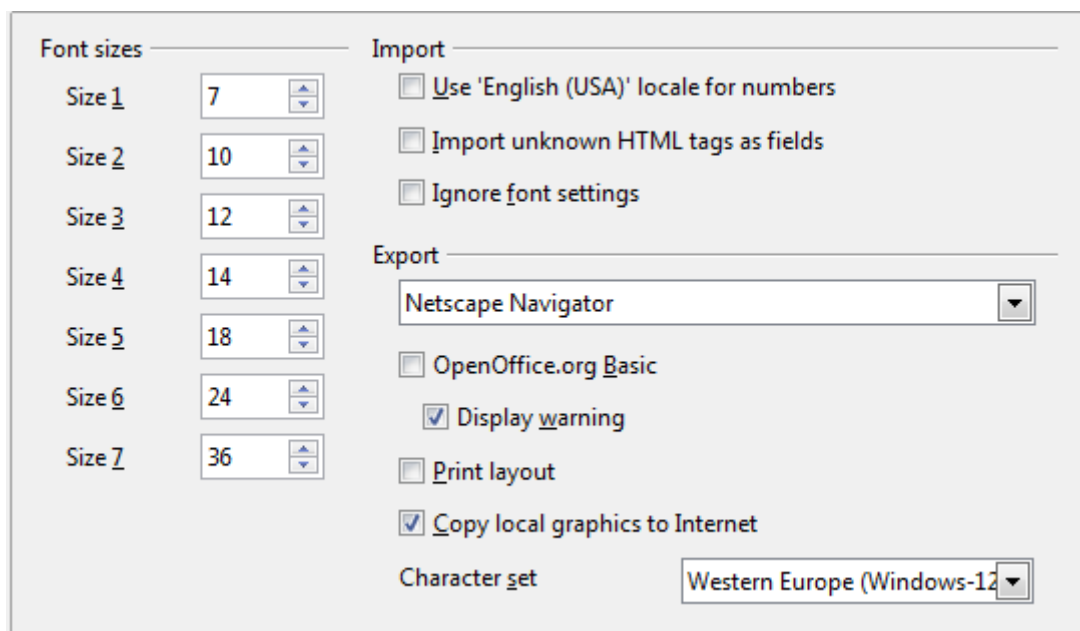 Font sizes
Size 1 7
Size 2 10
Size 3 12
Size 4 14
Size 5 18
Size 6 24
Size 7 36
Import
Use 'English (USA)' locale for numbers
Import unknown HTML tags as fields
Ignore font settings
Export
Netscape Navigator
OpenOffice.org Basic
Display warning
Print layout
Copy local graphics to Internet
Character set Western Europe (Windows-12